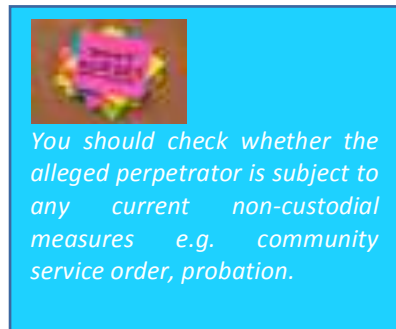 You should check whether the
alleged perpetrator is subject to
any current non-custodial
measures e.g. community
service order, probation.